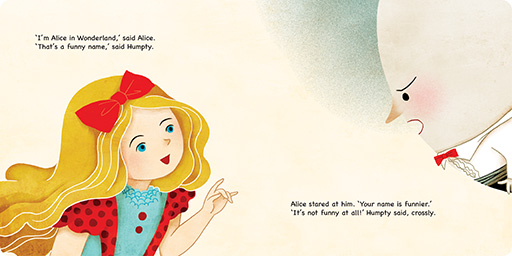 ‘I’m Alice in Wonderland,’ said Alice.
‘That’s a funny name,’ said Humpty.
Alice stared at him. ‘Your name is funnier.’
‘It’s not funny at all!’ Humpty said, crossly.